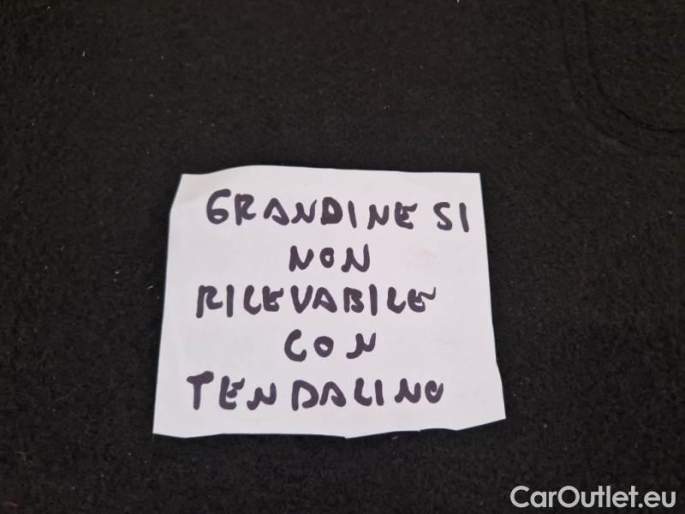 GRANDINE SI
NON
RILEVABILE
CON
TENDALINO
CarOutlet.eu